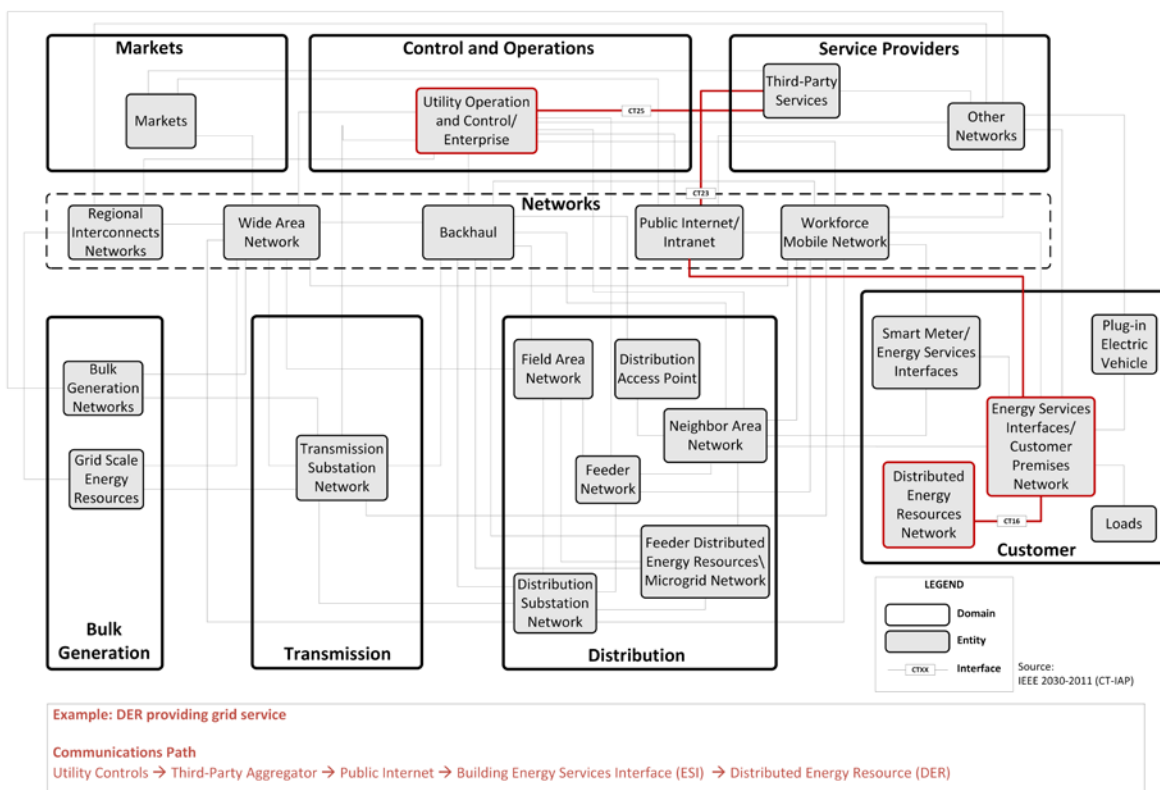 Markets
Control and Operations
Service Providers
Markets
Utility Operation
and Control/
Enterprise
CT25
Third-Party
Services
Other
Networks
CT23
Networks
Regional
Interconnects
Networks
Wide Area
Network
Backhaul
Public Internet/
Intranet
Workforce
Mobile Network
Bulk
Generation
Networks
Grid Scale
Energy
Resources
Bulk
Generation
Transmission
Substation
Network
Transmission
Field Area
Network
Distribution
Access Point
Neighbor Area
Network
Feeder
Network
Feeder Distributed
Energy Resources\
Microgrid Network
Distribution
Substation
Network
Distribution
Smart Meter/
Energy Services
Interfaces
Plug-in
Electric
Vehicle
Energy Services
Interfaces/
Customer
Premises
Network
Distributed
Energy
Resources
Network
CT16
Loads
Customer
LEGEND
Domain
Entity
CTXX
Interface
Source:
IEEE 2030-2011 (CT-IAP)
Example: DER providing grid service
Communications Path
Utility Controls → Third-Party Aggregator → Public Internet → Building Energy Services Interface (ESI) → Distributed Energy Resource (DER)